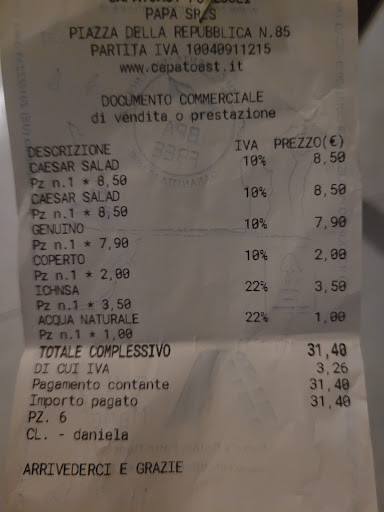 PAPA SRLS
PIAZZA DELLA REPUBBLICA N.85
PARTITA IVA 10040911215
www.capatoast.it
DOCUMENTO COMMERCIALE
di vendita o prestazione
DESCRIZIONE IVA PREZZO(€)
CAESAR SALAD 10% 8,50
Pz n.1 * 8,50
CAESAR SALAD 10% 8,50
Pz n.1 * 8,50
GENUINO 10% 7,90
Pz n.1 * 7,90
COPERTO 10% 2,00
Pz n.1 * 2,00
ICHNSA 22% 3,50
Pz n.1 * 3,50
ACQUA NATURALE 22% 1,00
Pz n.1 * 1,00
TOTALE COMPLESSIVO 31,40
DI CUI IVA 3,26
Pagamento contante 31,40
Importo pagato 31,40
PZ. 6
CL. - daniela
ARRIVEDERCI E GRAZIE